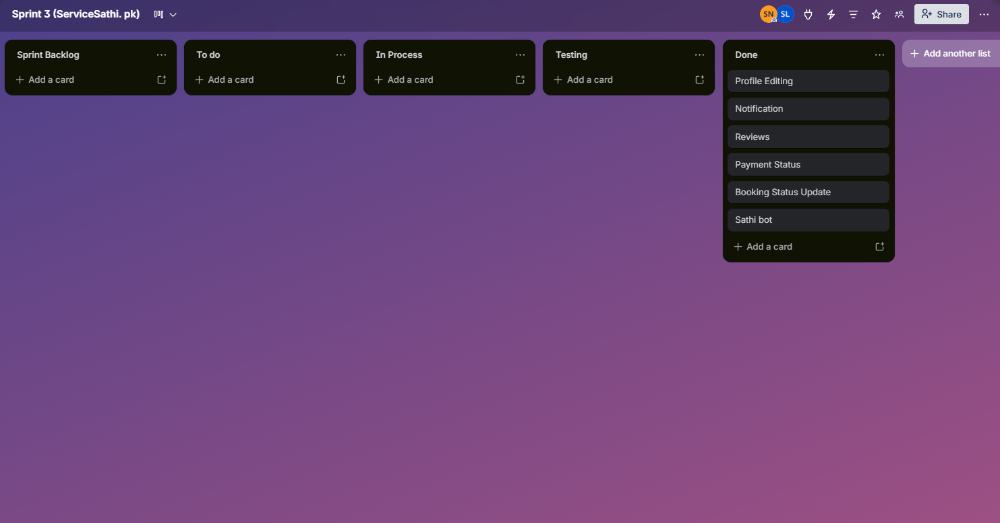 Sprint 3 (ServiceSathi. pk)
SN
SL
Share
Sprint Backlog
Add a card
To do
Add a card
In Process
Add a card
Testing
Add a card
Done
Profile Editing
Notification
Reviews
Payment Status
Booking Status Update
Sathi bot
Add a card
Add another list